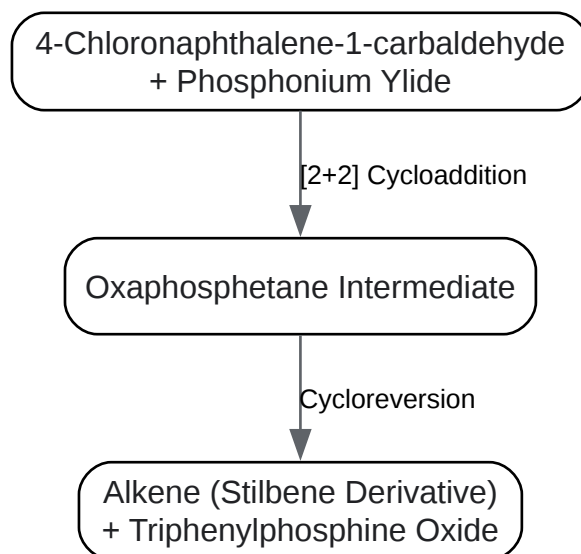 4-Chloronaphthalene-1-carbaldehyde
+ Phosphonium Ylide
[2+2] Cycloaddition
Oxaphosphetane Intermediate
Cycloreversion
Alkene (Stilbene Derivative)
+ Triphenylphosphine Oxide